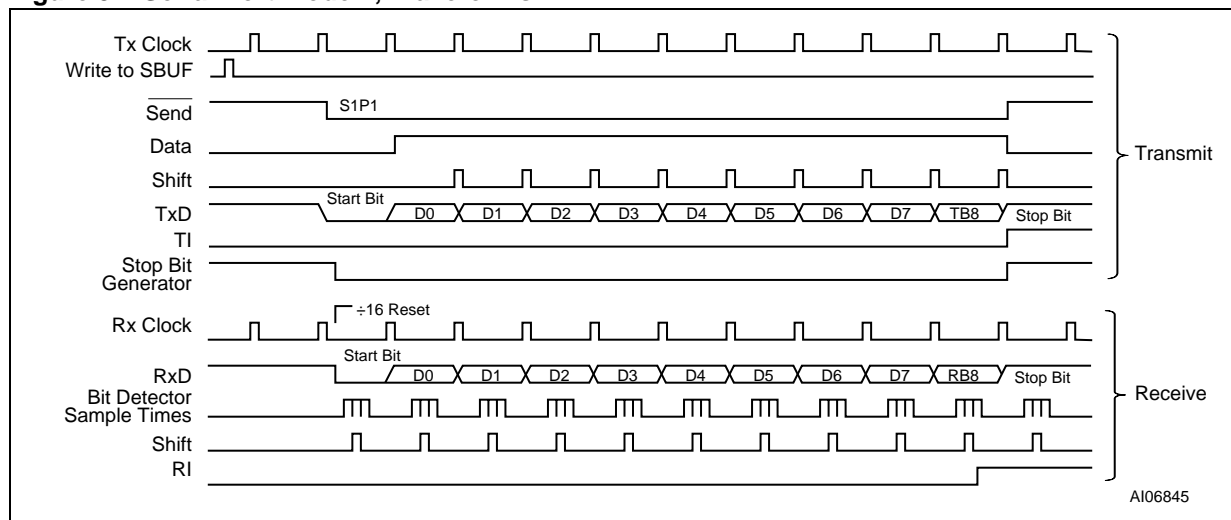 Tx Clock
Write to SBUF
Send
S1P1
Data
Shift
Start Bit
TxD
D0 D1 D2 D3 D4 D5 D6 D7 TB8 Stop Bit
TI
Stop Bit
Generator
Transmit
÷16 Reset
Rx Clock
Start Bit
RxD
D0 D1 D2 D3 D4 D5 D6 D7 RB8 Stop Bit
Bit Detector
Sample Times
Shift
RI
Receive
AI06845